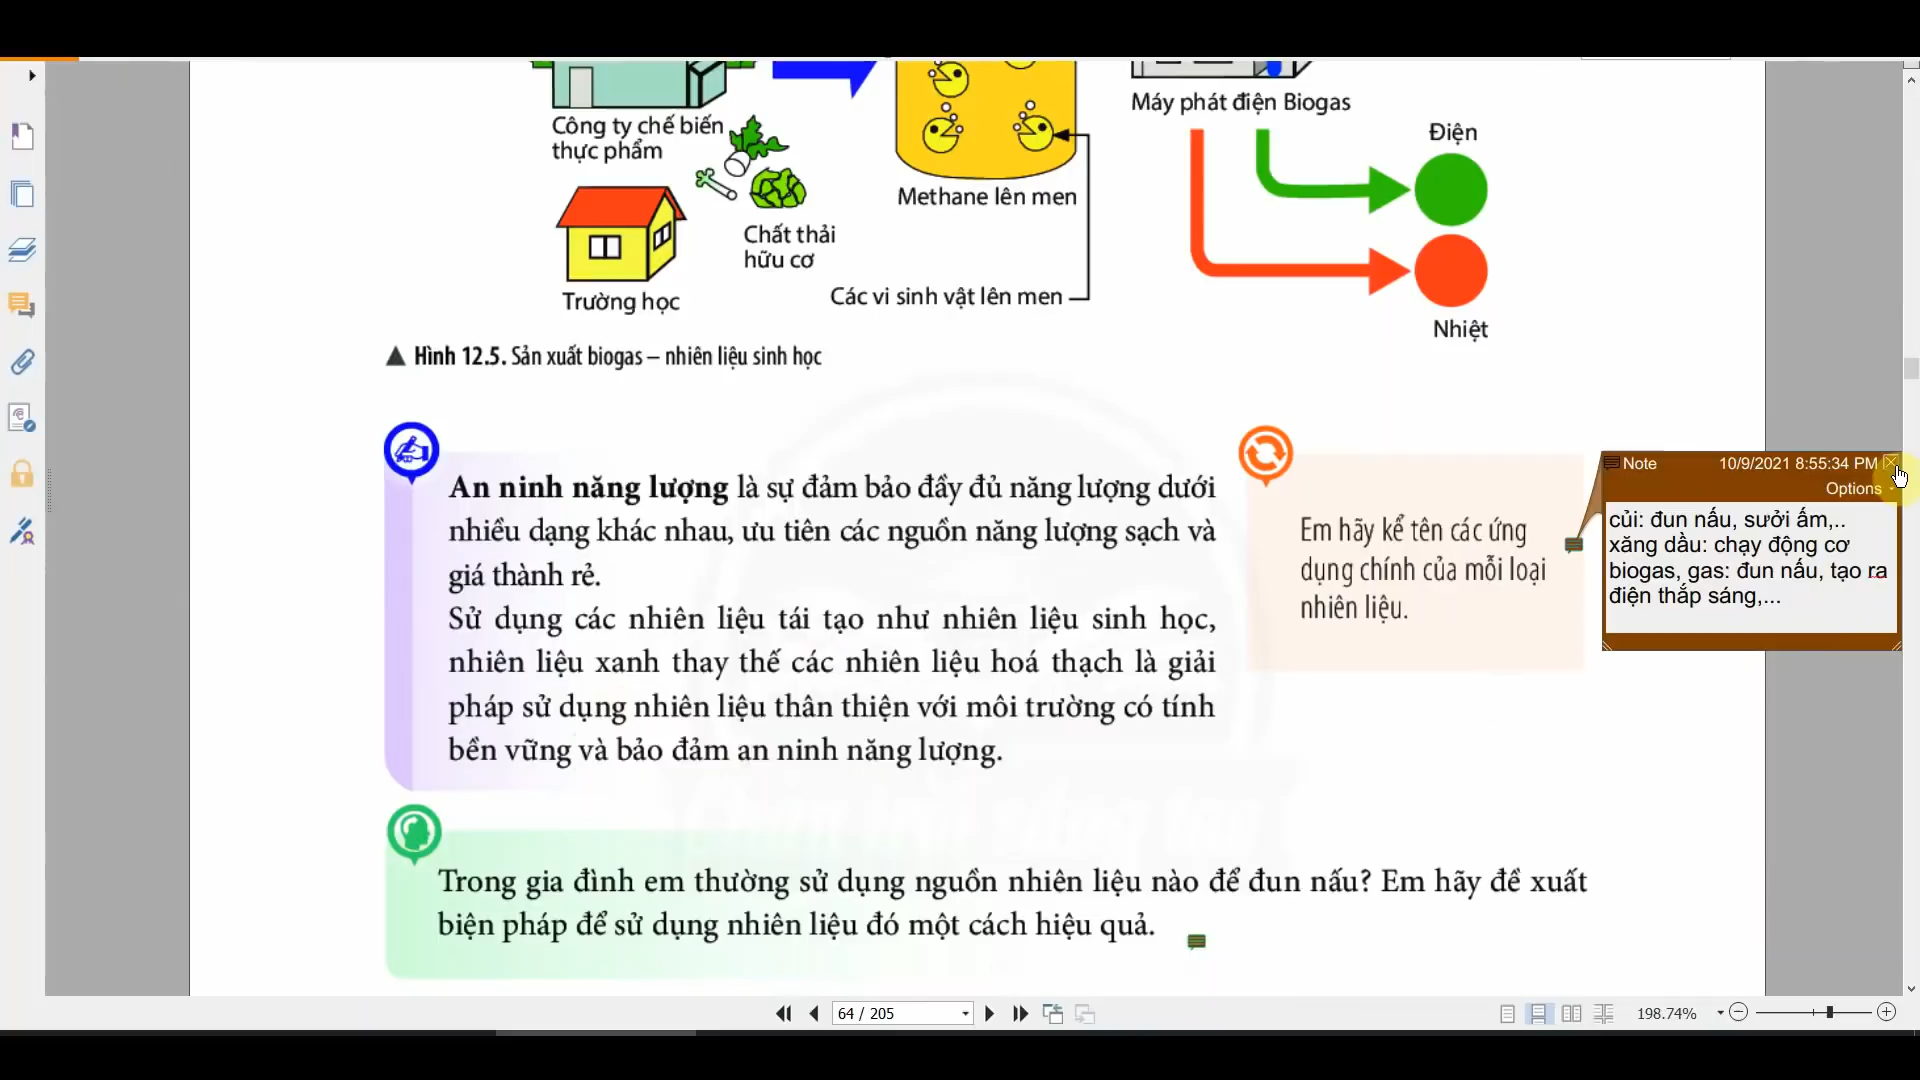 Máy phát điện Biogas
Công ty chế biến
thực phẩm
Điện
Methane lên men
Chất thải
hữu cơ
Các vi sinh vật lên men
Trường học
Nhiệt
▲ Hình 12.5. Sản xuất biogas – nhiên liệu sinh học
An ninh năng lượng là sự đảm bảo đầy đủ năng lượng dưới
nhiều dạng khác nhau, ưu tiên các nguồn năng lượng sạch và
giá thành rẻ.
Sử dụng các nhiên liệu tái tạo như nhiên liệu sinh học,
nhiên liệu xanh thay thế các nhiên liệu hoá thạch là giải
pháp sử dụng nhiên liệu thân thiện với môi trường có tính
bền vững và bảo đảm an ninh năng lượng.
Em hãy kể tên các ứng
dụng chính của mỗi loại
nhiên liệu.
Note 10/9/2021 8:55:34 PM
Options
củi: đun nấu, sưởi ấm,..
xăng dầu: chạy động cơ
biogas, gas: đun nấu, tạo ra
điện thắp sáng,...
Trong gia đình em thường sử dụng nguồn nhiên liệu nào để đun nấu? Em hãy đề xuất
biện pháp để sử dụng nhiên liệu đó một cách hiệu quả.
64 / 205
198.74%